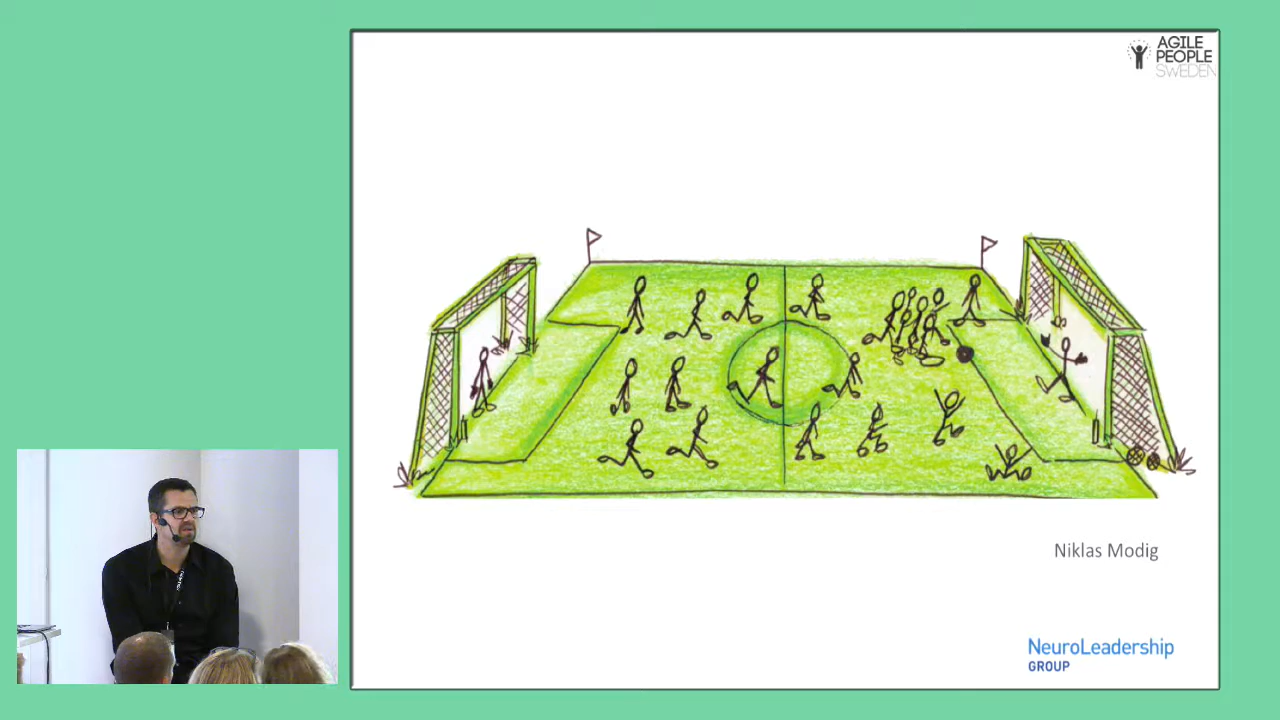 AGILE
PEOPLE
SWEDEN
Niklas Modig
NeuroLeadership
GROUP